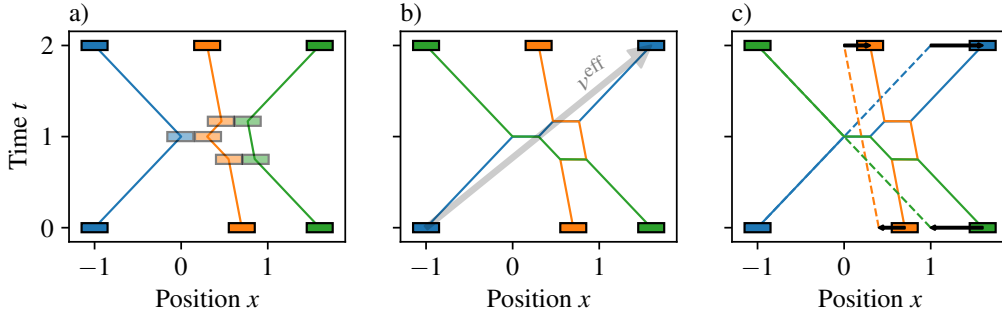 a)
b)
c)
Time t
2
1
0
v^eff
−1 0 1
−1 0 1
−1 0 1
Position x
Position x
Position x